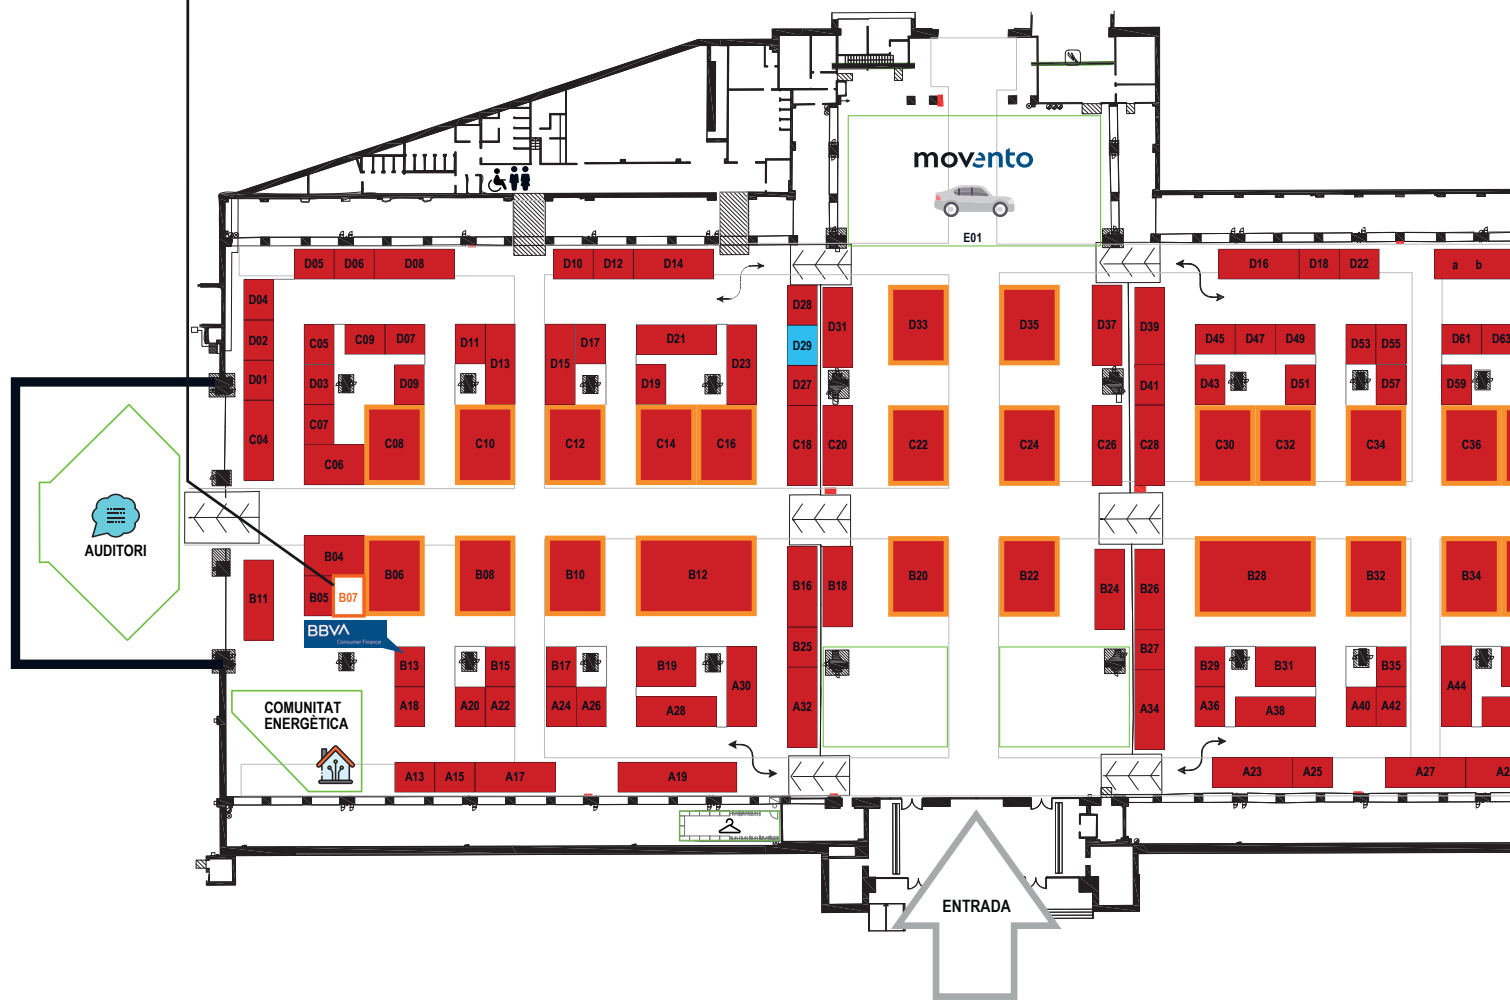 movento
E01
D05 D06 D08 D10 D12 D14 D16 D18 D22 a b
D04
D28 D31 D33 D35 D37 D39
D02 C05 C09 D07 D11 D13 D15 D17 D21 D23 D29 D45 D47 D49 D53 D55 D61 D63
D01 D03 D09 D19 D27 D41 D43 D51 D57 D59
C04 C07 C08 C10 C12 C14 C16 C18 C20 C22 C24 C26 C28 C30 C32 C34 C36
C06
AUDITORI
B04 B06 B08 B10 B12 B16 B18 B20 B22 B24 B26 B28 B32 B34
B11 B05 B07
BBVA
Consumer Finance
B13 B15 B17 B19 B25 B27 B29 B31 B35
A30 A44
COMUNITAT
ENERGÈTICA
A18 A20 A22 A24 A26 A28 A32 A34 A36 A38 A40 A42
A13 A15 A17 A19 A23 A25 A27
ENTRADA